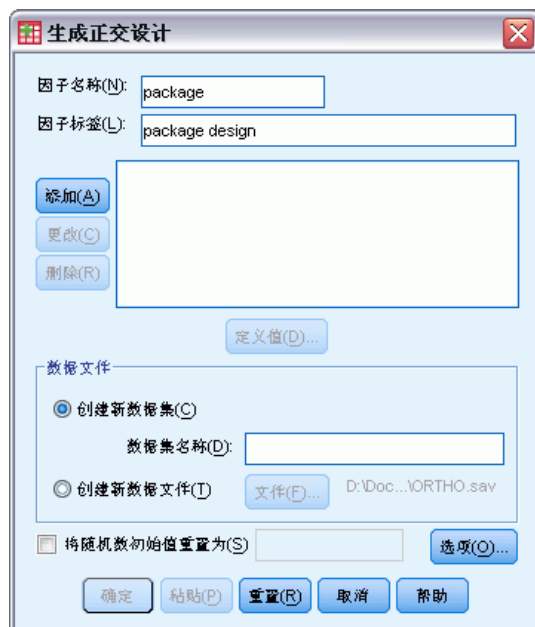 生成正交设计
因子名称(N): package
因子标签(L): package design
添加(A)
更改(C)
删除(R)
定义值(D)...
数据文件
创建新数据集(C)
数据集名称(D):
创建新数据文件(T) 文件(F)... D:\Doc...\ORTHO.sav
将随机数初始值重置为(S) 选项(O)...
确定 粘贴(P) 重置(R) 取消 帮助